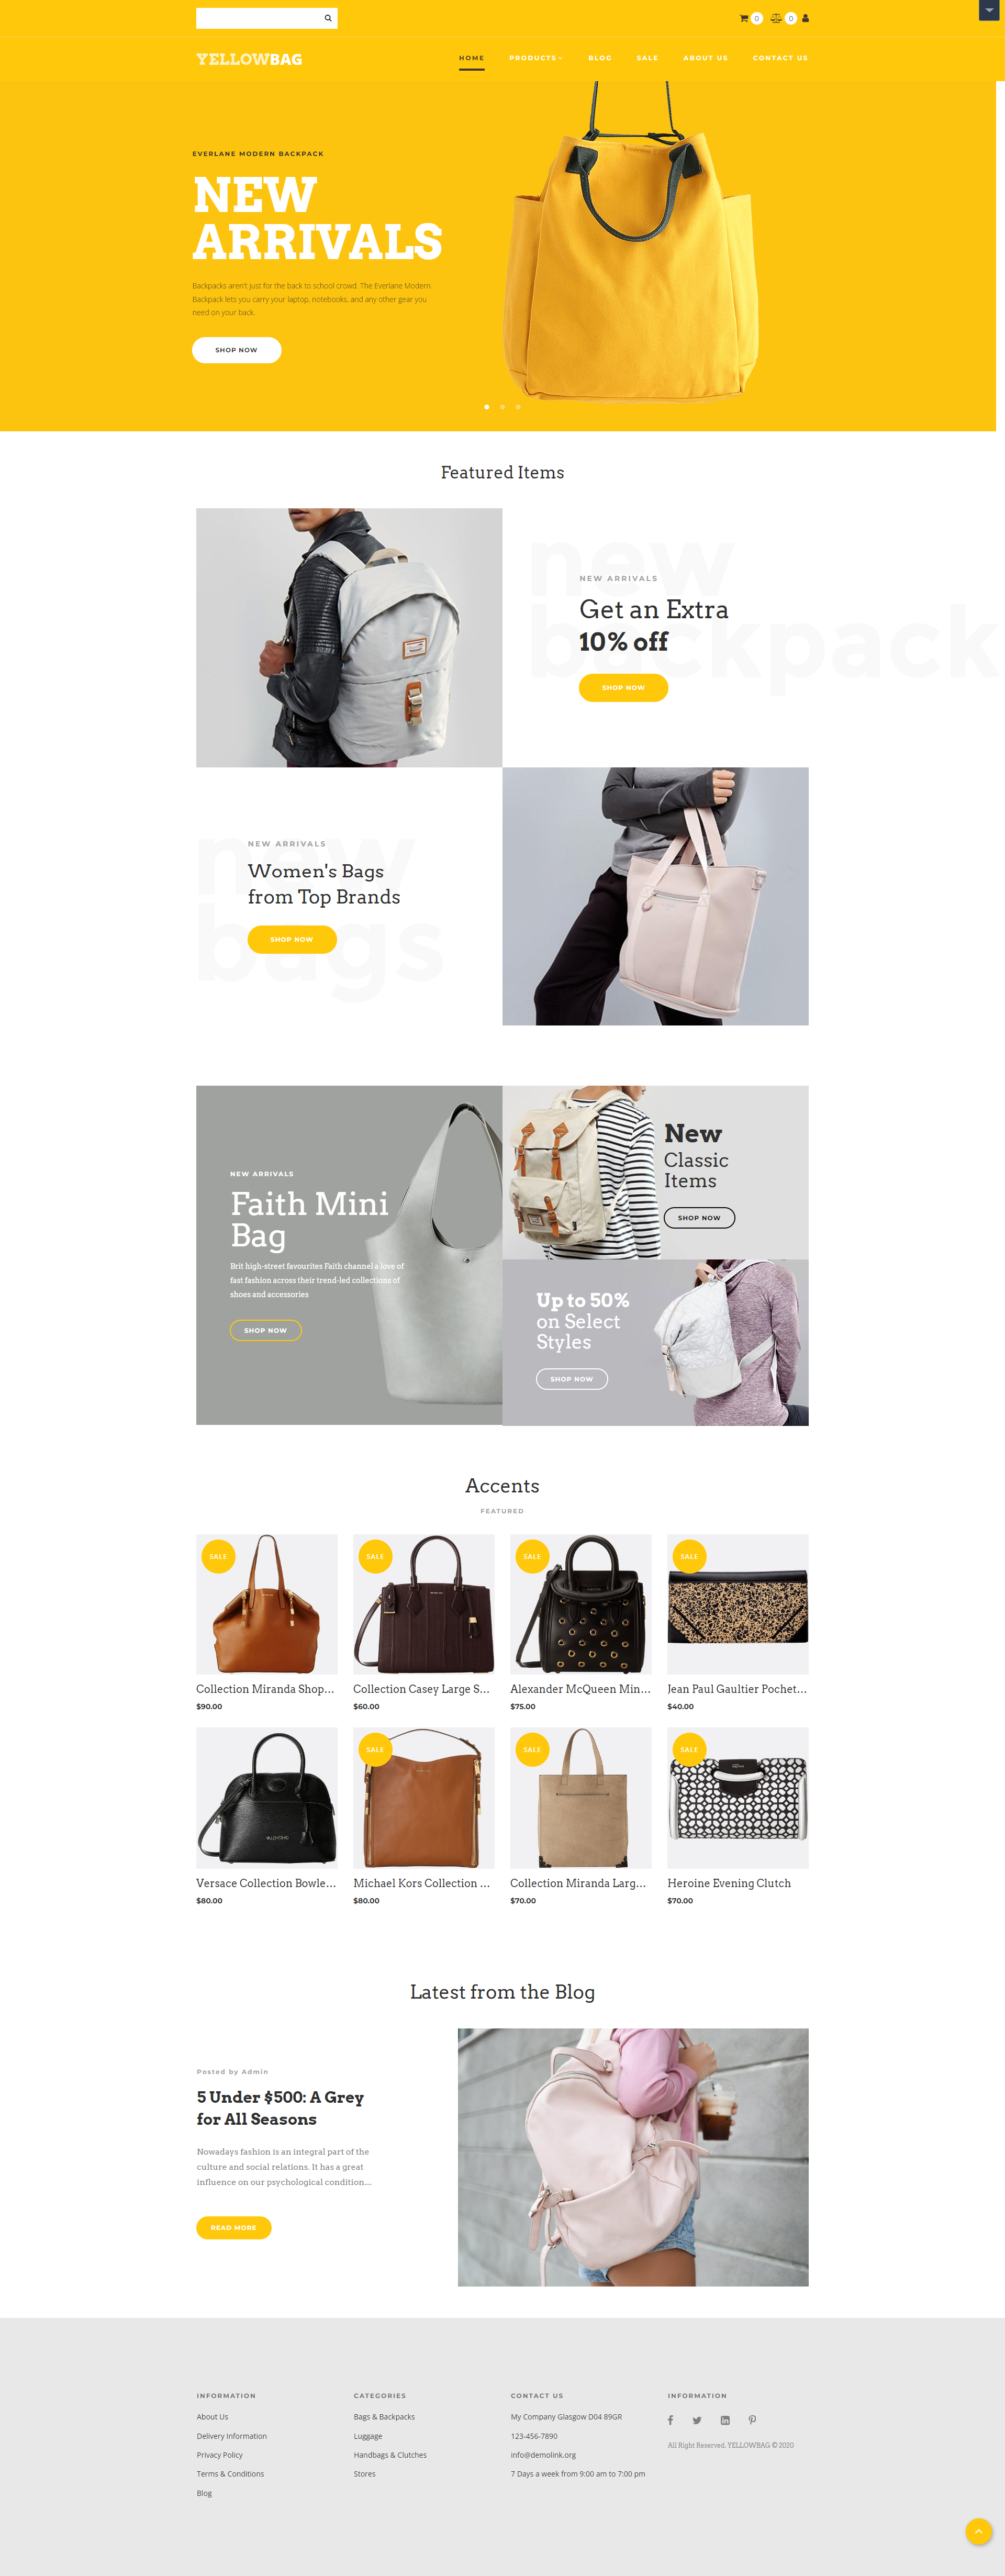 0
0
YELLOWBAG
HOME
PRODUCTS
BLOG
SALE
ABOUT US
CONTACT US
EVERLANE MODERN BACKPACK
NEW
ARRIVALS
Backpacks aren't just for the back to school crowd. The Everlane Modern
Backpack lets you carry your laptop, notebooks, and any other gear you
need on your back.
SHOP NOW
Featured Items
new
backpack
NEW ARRIVALS
Get an Extra
10% off
SHOP NOW
new
bags
NEW ARRIVALS
Women's Bags
from Top Brands
SHOP NOW
NEW ARRIVALS
Faith Mini
Bag
Brit high-street favourites Faith channel a love of
fast fashion across their trend-led collections of
shoes and accessories
SHOP NOW
New
Classic
Items
SHOP NOW
Up to 50%
on Select
Styles
SHOP NOW
Accents
FEATURED
SALE
SALE
SALE
SALE
Collection Miranda Shop...
$90.00
Collection Casey Large S...
$60.00
Alexander McQueen Min...
$75.00
Jean Paul Gaultier Pochet...
$40.00
VALENTINO
SALE
SALE
SALE
Versace Collection Bowle...
$80.00
Michael Kors Collection ...
$80.00
Collection Miranda Larg...
$70.00
Heroine Evening Clutch
$70.00
Latest from the Blog
Posted by Admin
5 Under $500: A Grey
for All Seasons
Nowadays fashion is an integral part of the
culture and social relations. It has a great
influence on our psychological condition....
READ MORE
INFORMATION
About Us
Delivery Information
Privacy Policy
Terms & Conditions
Blog
CATEGORIES
Bags & Backpacks
Luggage
Handbags & Clutches
Stores
CONTACT US
My Company Glasgow D04 89GR
123-456-7890
info@demolink.org
7 Days a week from 9:00 am to 7:00 pm
INFORMATION
All Right Reserved. YELLOWBAG © 2020